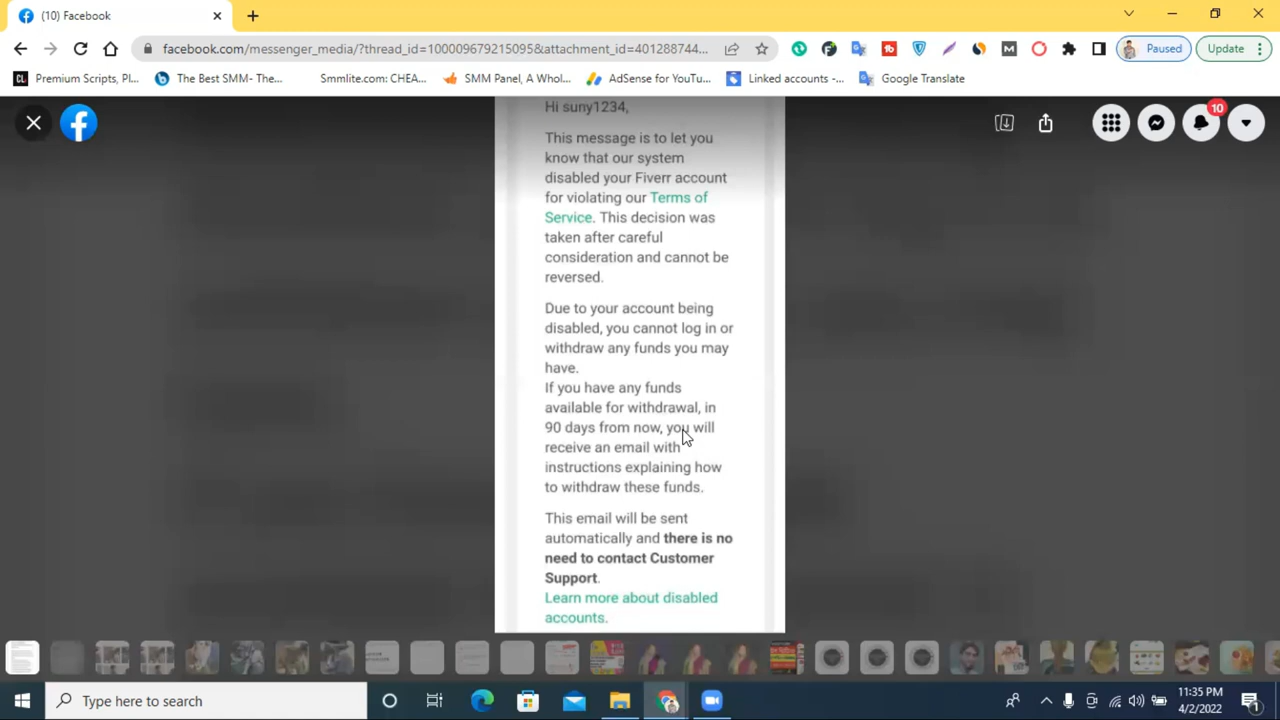 (10) Facebook
facebook.com/messenger_media/?thread_id=100009679215095&attachment_id=401288744...
Paused
Update
Premium Scripts, Pl...
The Best SMM- The...
Smmlite.com: CHEA...
SMM Panel, A Whol...
AdSense for YouTu...
Linked accounts -...
Google Translate
10
Hi suny1234,
This message is to let you
know that our system
disabled your Fiverr account
for violating our Terms of
Service. This decision was
taken after careful
consideration and cannot be
reversed.
Due to your account being
disabled, you cannot log in or
withdraw any funds you may
have.
If you have any funds
available for withdrawal, in
90 days from now, you will
receive an email with
instructions explaining how
to withdraw these funds.
This email will be sent
automatically and there is no
need to contact Customer
Support.
Learn more about disabled
accounts.
Type here to search
11:35 PM
4/2/2022
1